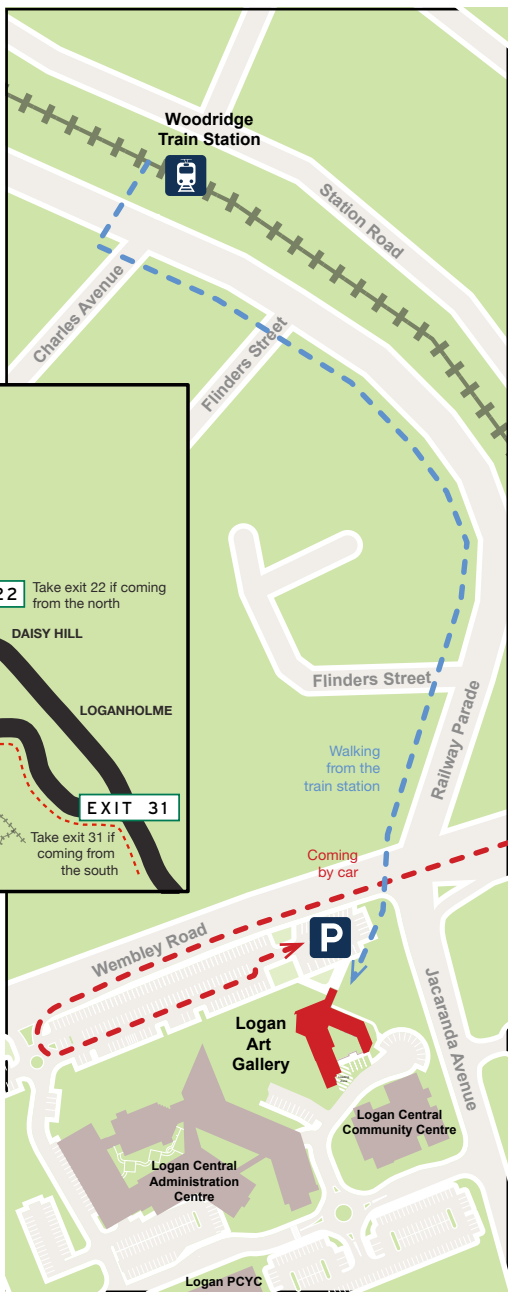 Woodridge
Train Station
Station Road
Charles Avenue
Flinders Street
22
Take exit 22 if coming
from the north
DAISY HILL
LOGANHOLME
EXIT 31
Take exit 31 if
coming from
the south
Flinders Street
Railway Parade
Walking
from the
train station
Coming
by car
Wembley Road
P
Jacaranda Avenue
Logan
Art
Gallery
Logan Central
Community Centre
Logan Central
Administration
Centre
Logan PCYC